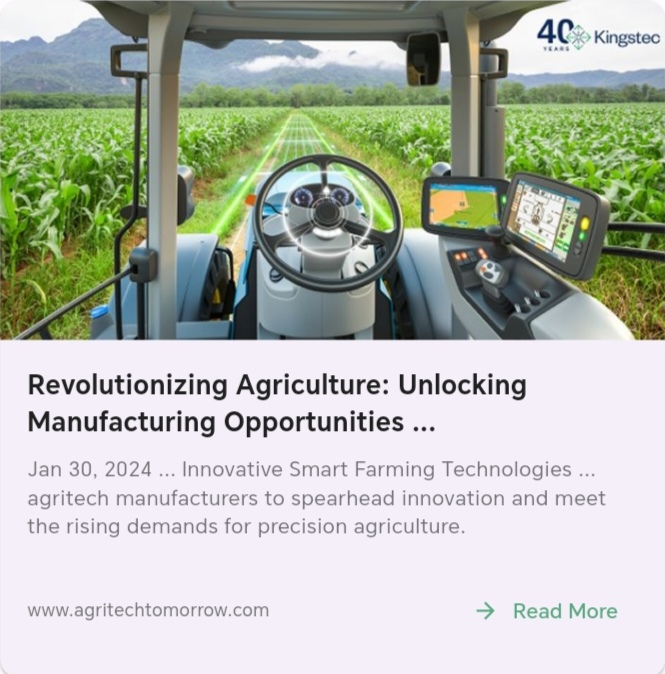 40 YEARS Kingstec
Revolutionizing Agriculture: Unlocking
Manufacturing Opportunities ...
Jan 30, 2024 ... Innovative Smart Farming Technologies ...
agritech manufacturers to spearhead innovation and meet
the rising demands for precision agriculture.
www.agritechtomorrow.com
→ Read More